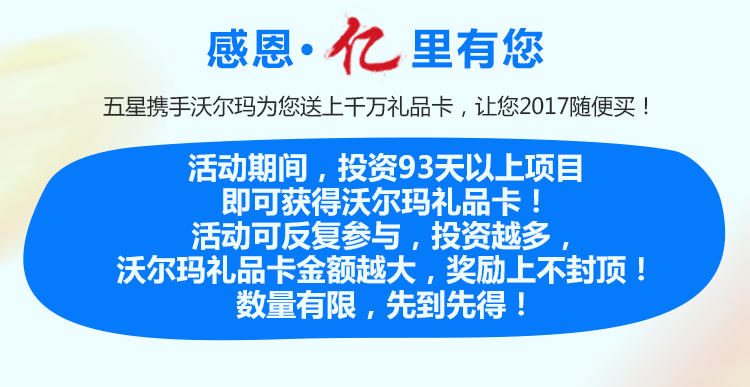 感恩·亿里有您
五星携手沃尔玛为您送上千万礼品卡，让您2017随便买！
活动期间，投资93天以上项目
即可获得沃尔玛礼品卡！
活动可反复参与，投资越多，
沃尔玛礼品卡金额越大，奖励上不封顶！
数量有限，先到先得！